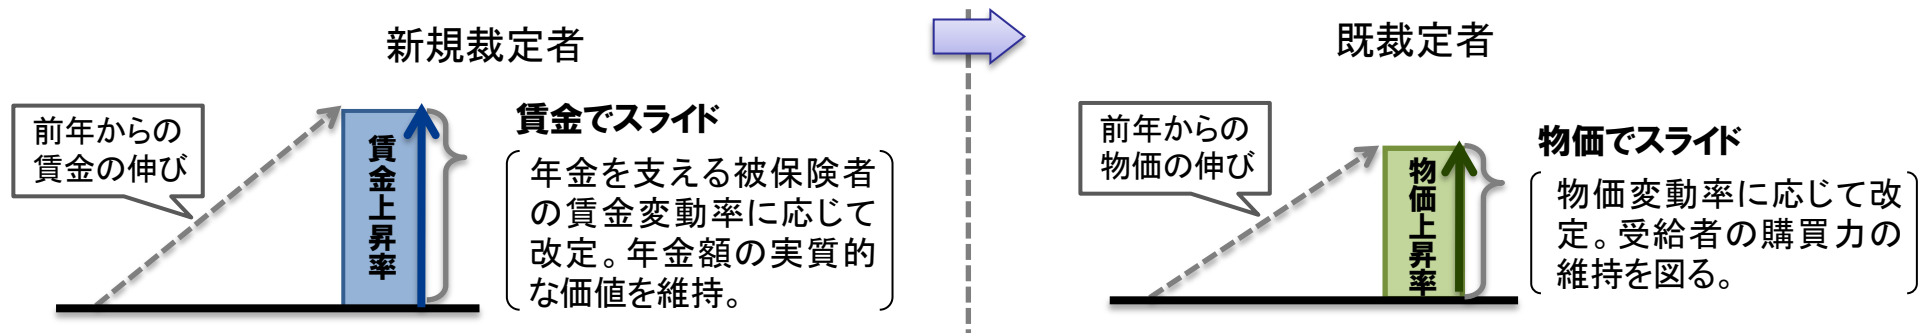 新規裁定者
前年からの
賃金の伸び
賃金上昇率
賃金でスライド
年金を支える被保険者
の賃金変動率に応じて
改定。年金額の実質的
な価値を維持。
既裁定者
前年からの
物価の伸び
物価上昇率
物価でスライド
物価変動率に応じて改
定。受給者の購買力の
維持を図る。